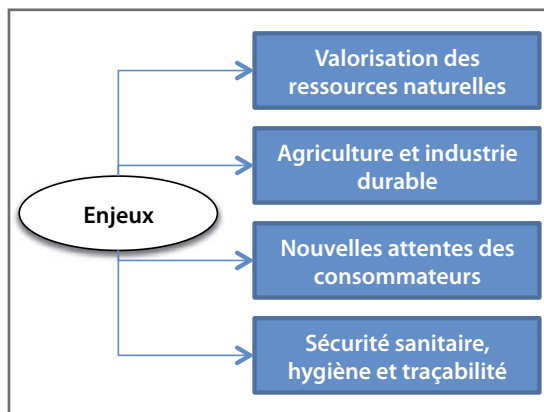 Enjeux
Valorisation des
ressources naturelles
Agriculture et industrie
durable
Nouvelles attentes des
consommateurs
Sécurité sanitaire,
hygiène et traçabilité